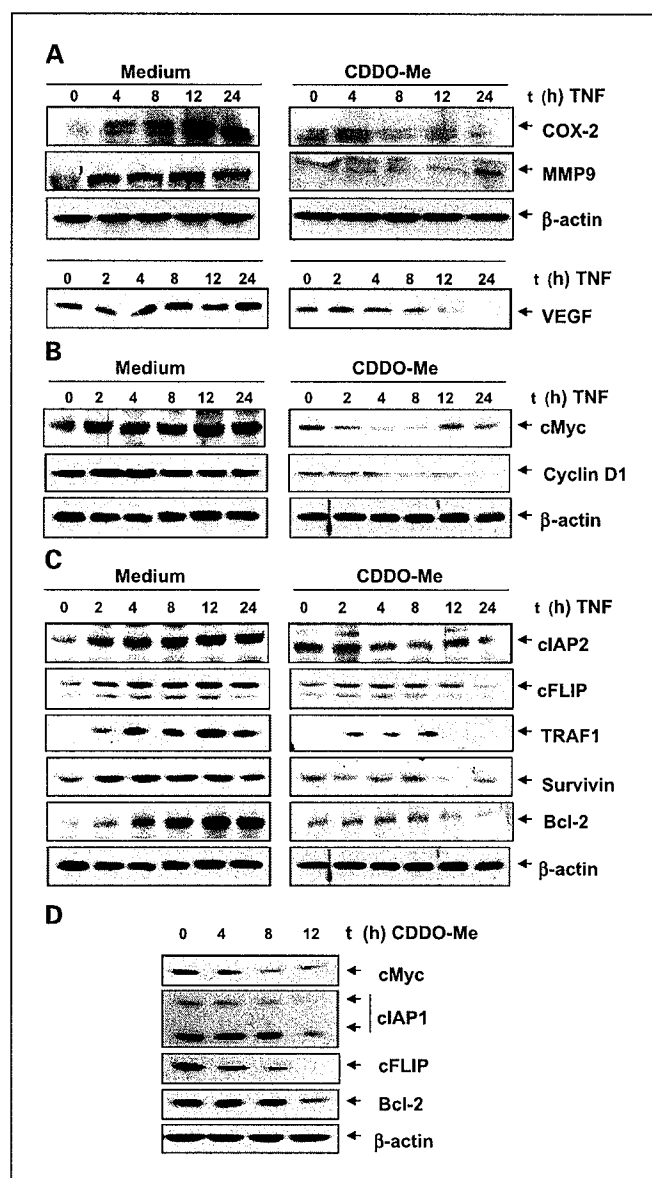 A
Medium CDDO-Me
0 4 8 12 24 0 4 8 12 24 t (h) TNF
COX-2
MMP9
β-actin
0 2 4 8 12 24 0 2 4 8 12 24 t (h) TNF
VEGF
B
Medium CDDO-Me
0 2 4 8 12 24 0 2 4 8 12 24 t (h) TNF
cMyc
Cyclin D1
β-actin
C
Medium CDDO-Me
0 2 4 8 12 24 0 2 4 8 12 24 t (h) TNF
cIAP2
cFLIP
TRAF1
Survivin
Bcl-2
β-actin
D
0 4 8 12 t (h) CDDO-Me
cMyc
cIAP1
cFLIP
Bcl-2
β-actin